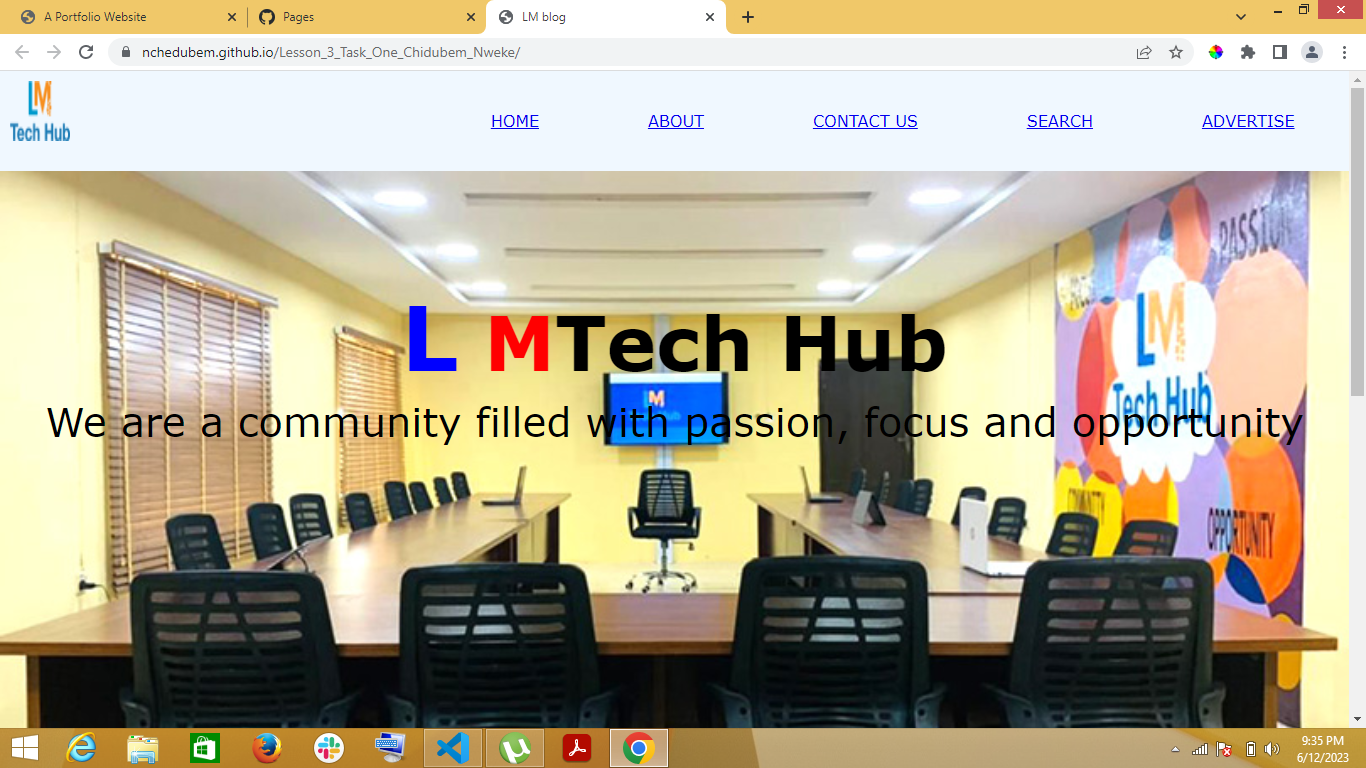 A Portfolio Website
Pages
LM blog
nchedubem.github.io/Lesson_3_Task_One_Chidubem_Nweke/
LM
Tech Hub
HOME
ABOUT
CONTACT US
SEARCH
ADVERTISE
PASSION
LM
Tech Hub
L MTech Hub
LM
We are a community filled with passion, focus and opportunity
COMMUNITY
OPPORTUNITY
9:35 PM
6/12/2023